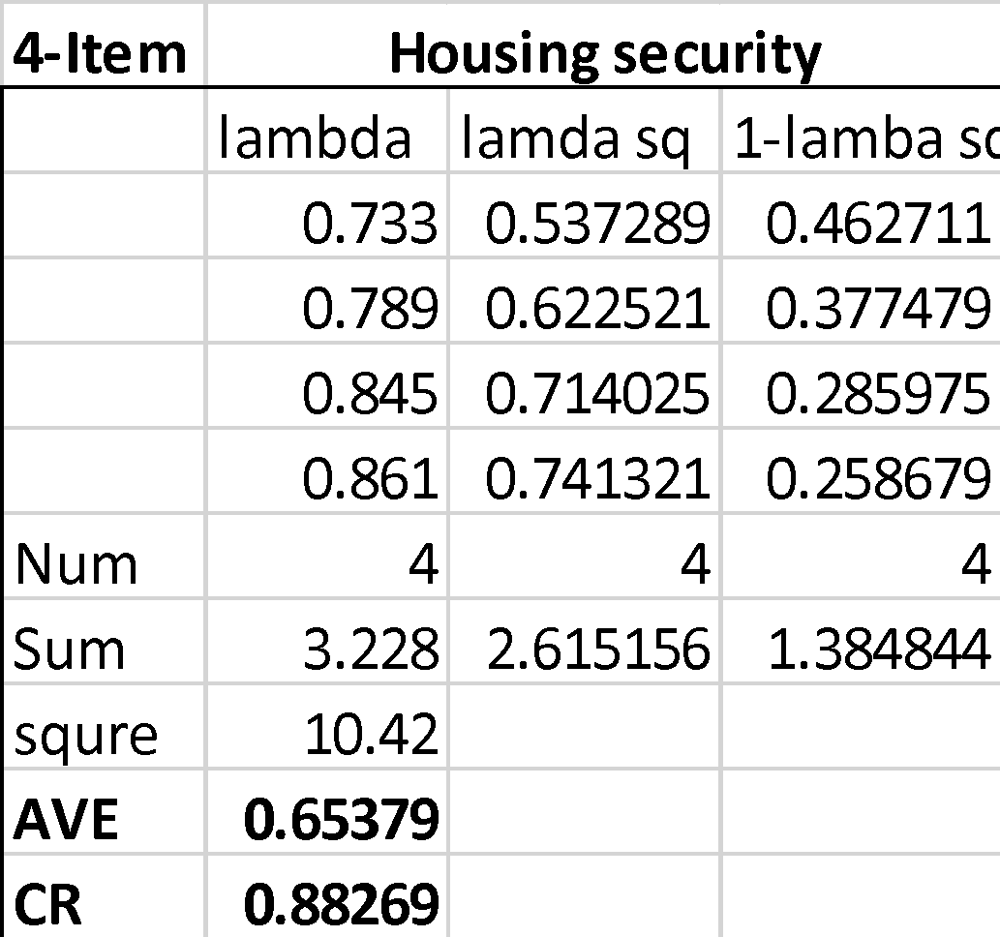 4-Item Housing security
lambda lamda sq 1-lamba sc
0.733 0.537289 0.462711
0.789 0.622521 0.377479
0.845 0.714025 0.285975
0.861 0.741321 0.258679
Num 4 4 4
Sum 3.228 2.615156 1.384844
squre 10.42
AVE 0.65379
CR 0.88269